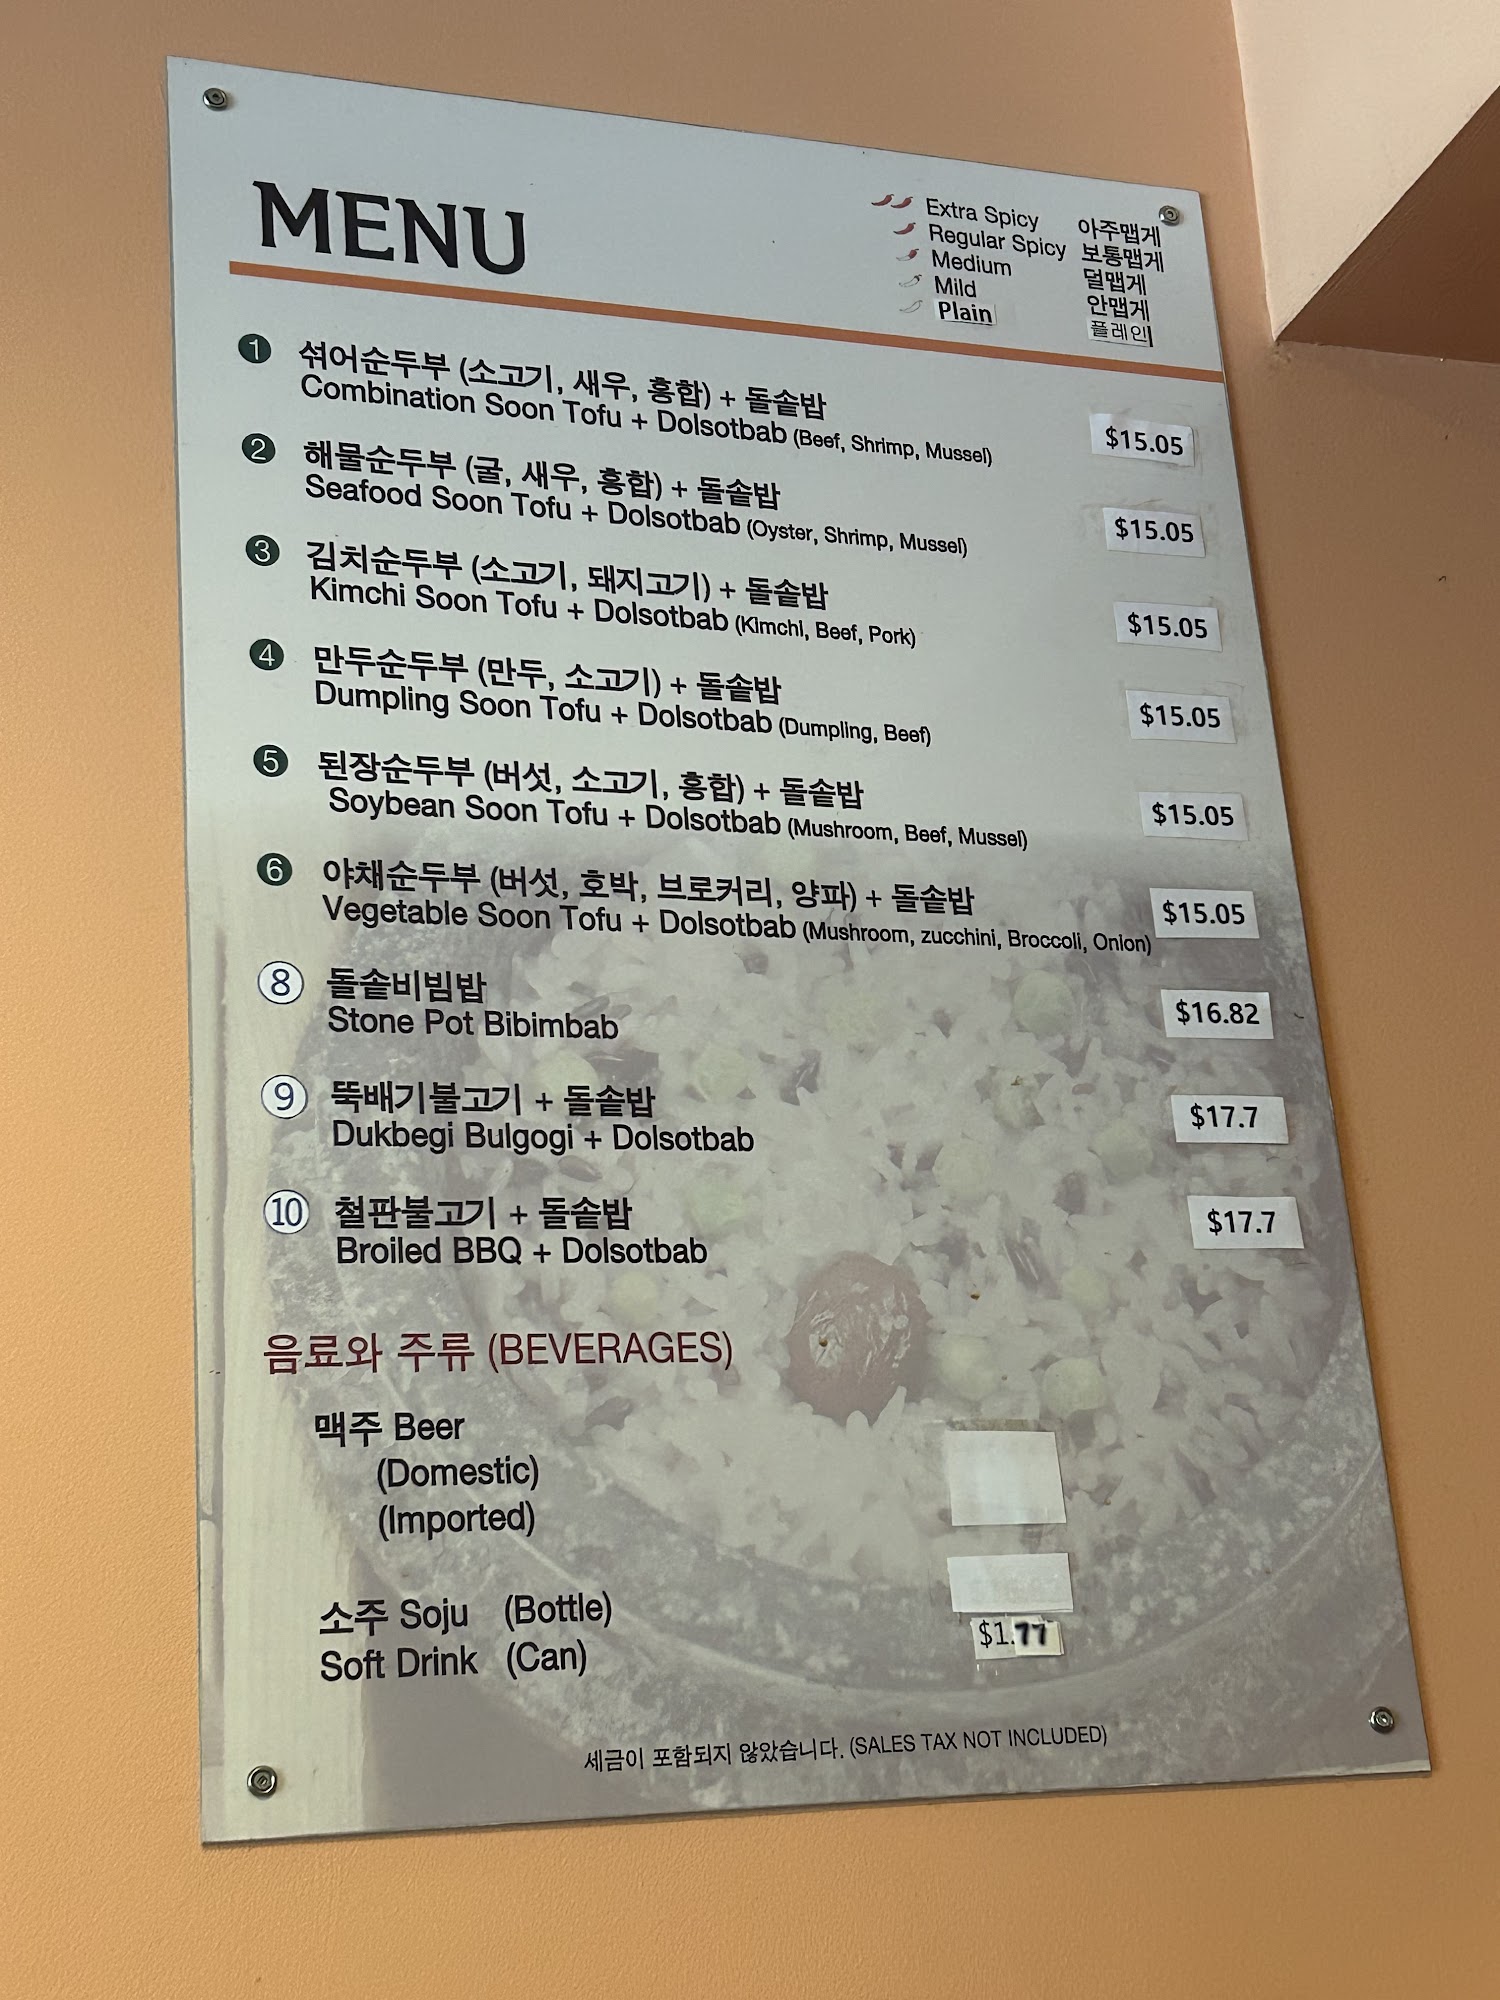 MENU
Extra Spicy 아주맵게
Regular Spicy 보통맵게
Medium 덜맵게
Mild 안맵게
Plain 플레인
1 섞어순두부 (소고기, 새우, 홍합) + 돌솥밥
Combination Soon Tofu + Dolsotbab (Beef, Shrimp, Mussel) $15.05
2 해물순두부 (굴, 새우, 홍합) + 돌솥밥
Seafood Soon Tofu + Dolsotbab (Oyster, Shrimp, Mussel) $15.05
3 김치순두부 (소고기, 돼지고기) + 돌솥밥
Kimchi Soon Tofu + Dolsotbab (Kimchi, Beef, Pork) $15.05
4 만두순두부 (만두, 소고기) + 돌솥밥
Dumpling Soon Tofu + Dolsotbab (Dumpling, Beef) $15.05
5 된장순두부 (버섯, 소고기, 홍합) + 돌솥밥
Soybean Soon Tofu + Dolsotbab (Mushroom, Beef, Mussel) $15.05
6 야채순두부 (버섯, 호박, 브로커리, 양파) + 돌솥밥
Vegetable Soon Tofu + Dolsotbab (Mushroom, zucchini, Broccoli, Onion) $15.05
8 돌솥비빔밥
Stone Pot Bibimbab $16.82
9 뚝배기불고기 + 돌솥밥
Dukbegi Bulgogi + Dolsotbab $17.7
10 철판불고기 + 돌솥밥
Broiled BBQ + Dolsotbab $17.7
음료와 주류 (BEVERAGES)
맥주 Beer
(Domestic)
(Imported)
소주 Soju (Bottle)
Soft Drink (Can) $1.77
세금이 포함되지 않았습니다. (SALES TAX NOT INCLUDED)